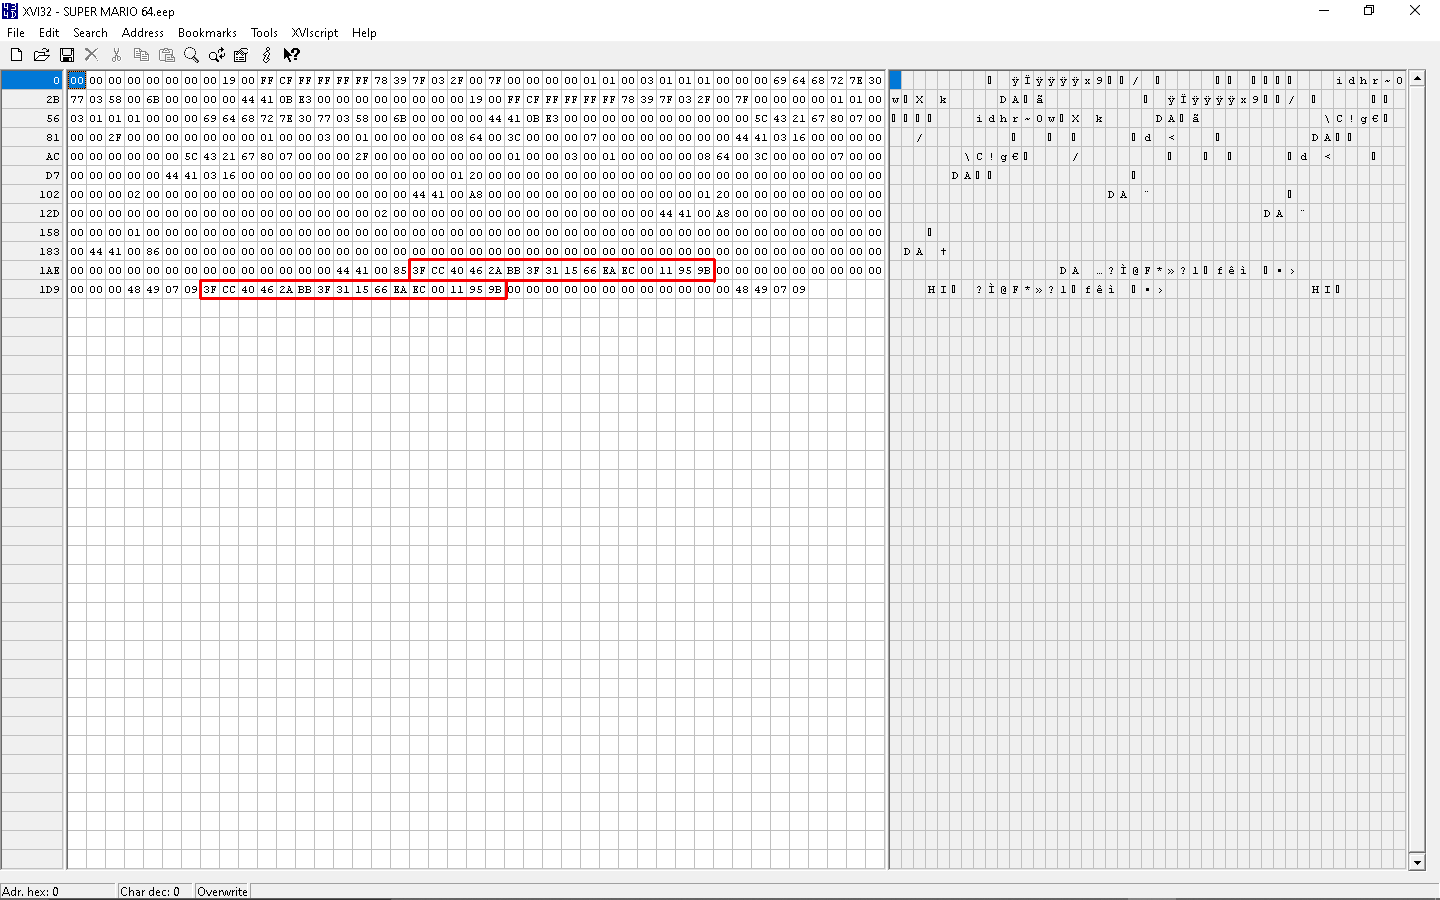 XVI32 - SUPER MARIO 64.eep
File Edit Search Address Bookmarks Tools XVIscript Help
0 00 00 00 00 00 00 00 00 19 00 FF CF FF FF FF FF 78 39 7F 03 2F 00 7F 00 00 00 00 01 01 00 03 01 01 01 00 00 00 69 64 68 72 7E 30 ÿÏÿÿÿÿx9 / idhr~0
2B 77 03 58 00 6B 00 00 00 00 44 41 0B E3 00 00 00 00 00 00 00 00 19 00 FF CF FF FF FF FF 78 39 7F 03 2F 00 7F 00 00 00 00 01 01 00 w X k DA ã ÿÏÿÿÿÿx9 /
56 03 01 01 01 00 00 00 69 64 68 72 7E 30 77 03 58 00 6B 00 00 00 00 44 41 0B E3 00 00 00 00 00 00 00 00 00 00 5C 43 21 67 80 07 00 idhr~0w X k DA ã \C!g€
81 00 00 2F 00 00 00 00 00 00 00 01 00 00 03 00 01 00 00 00 00 08 64 00 3C 00 00 00 07 00 00 00 00 00 00 00 44 41 03 16 00 00 00 00 / d < DA
AC 00 00 00 00 00 00 5C 43 21 67 80 07 00 00 00 2F 00 00 00 00 00 00 00 01 00 00 03 00 01 00 00 00 00 08 64 00 3C 00 00 00 07 00 00 \C!g€ / d <
D7 00 00 00 00 00 44 41 03 16 00 00 00 00 00 00 00 00 00 00 00 01 20 00 00 00 00 00 00 00 00 00 00 00 00 00 00 00 00 00 00 00 00 00 DA
102 00 00 00 02 00 00 00 00 00 00 00 00 00 00 00 00 00 00 44 41 00 A8 00 00 00 00 00 00 00 00 00 00 00 01 20 00 00 00 00 00 00 00 00 DA ¨
12D 00 00 00 00 00 00 00 00 00 00 00 00 00 00 00 00 02 00 00 00 00 00 00 00 00 00 00 00 00 00 00 44 41 00 A8 00 00 00 00 00 00 00 00 DA ¨
158 00 00 00 01 00 00 00 00 00 00 00 00 00 00 00 00 00 00 00 00 00 00 00 00 00 00 00 00 00 00 00 00 00 00 00 00 00 00 00 00 00 00 00
183 00 44 41 00 86 00 00 00 00 00 00 00 00 00 00 00 00 00 00 00 00 00 00 00 00 00 00 00 00 00 00 00 00 00 00 00 00 00 00 00 00 00 00 DA †
1AE 00 00 00 00 00 00 00 00 00 00 00 00 00 00 44 41 00 85 3F CC 40 46 2A BB 3F 31 15 66 EA EC 00 11 95 9B 00 00 00 00 00 00 00 00 00 DA …?Ì@F*»?1 fêì •›
1D9 00 00 00 48 49 07 09 3F CC 40 46 2A BB 3F 31 15 66 EA EC 00 11 95 9B 00 00 00 00 00 00 00 00 00 00 00 00 48 49 07 09 HI ?Ì@F*»?1 fêì •› HI
Adr. hex: 0 Char dec: 0 Overwrite